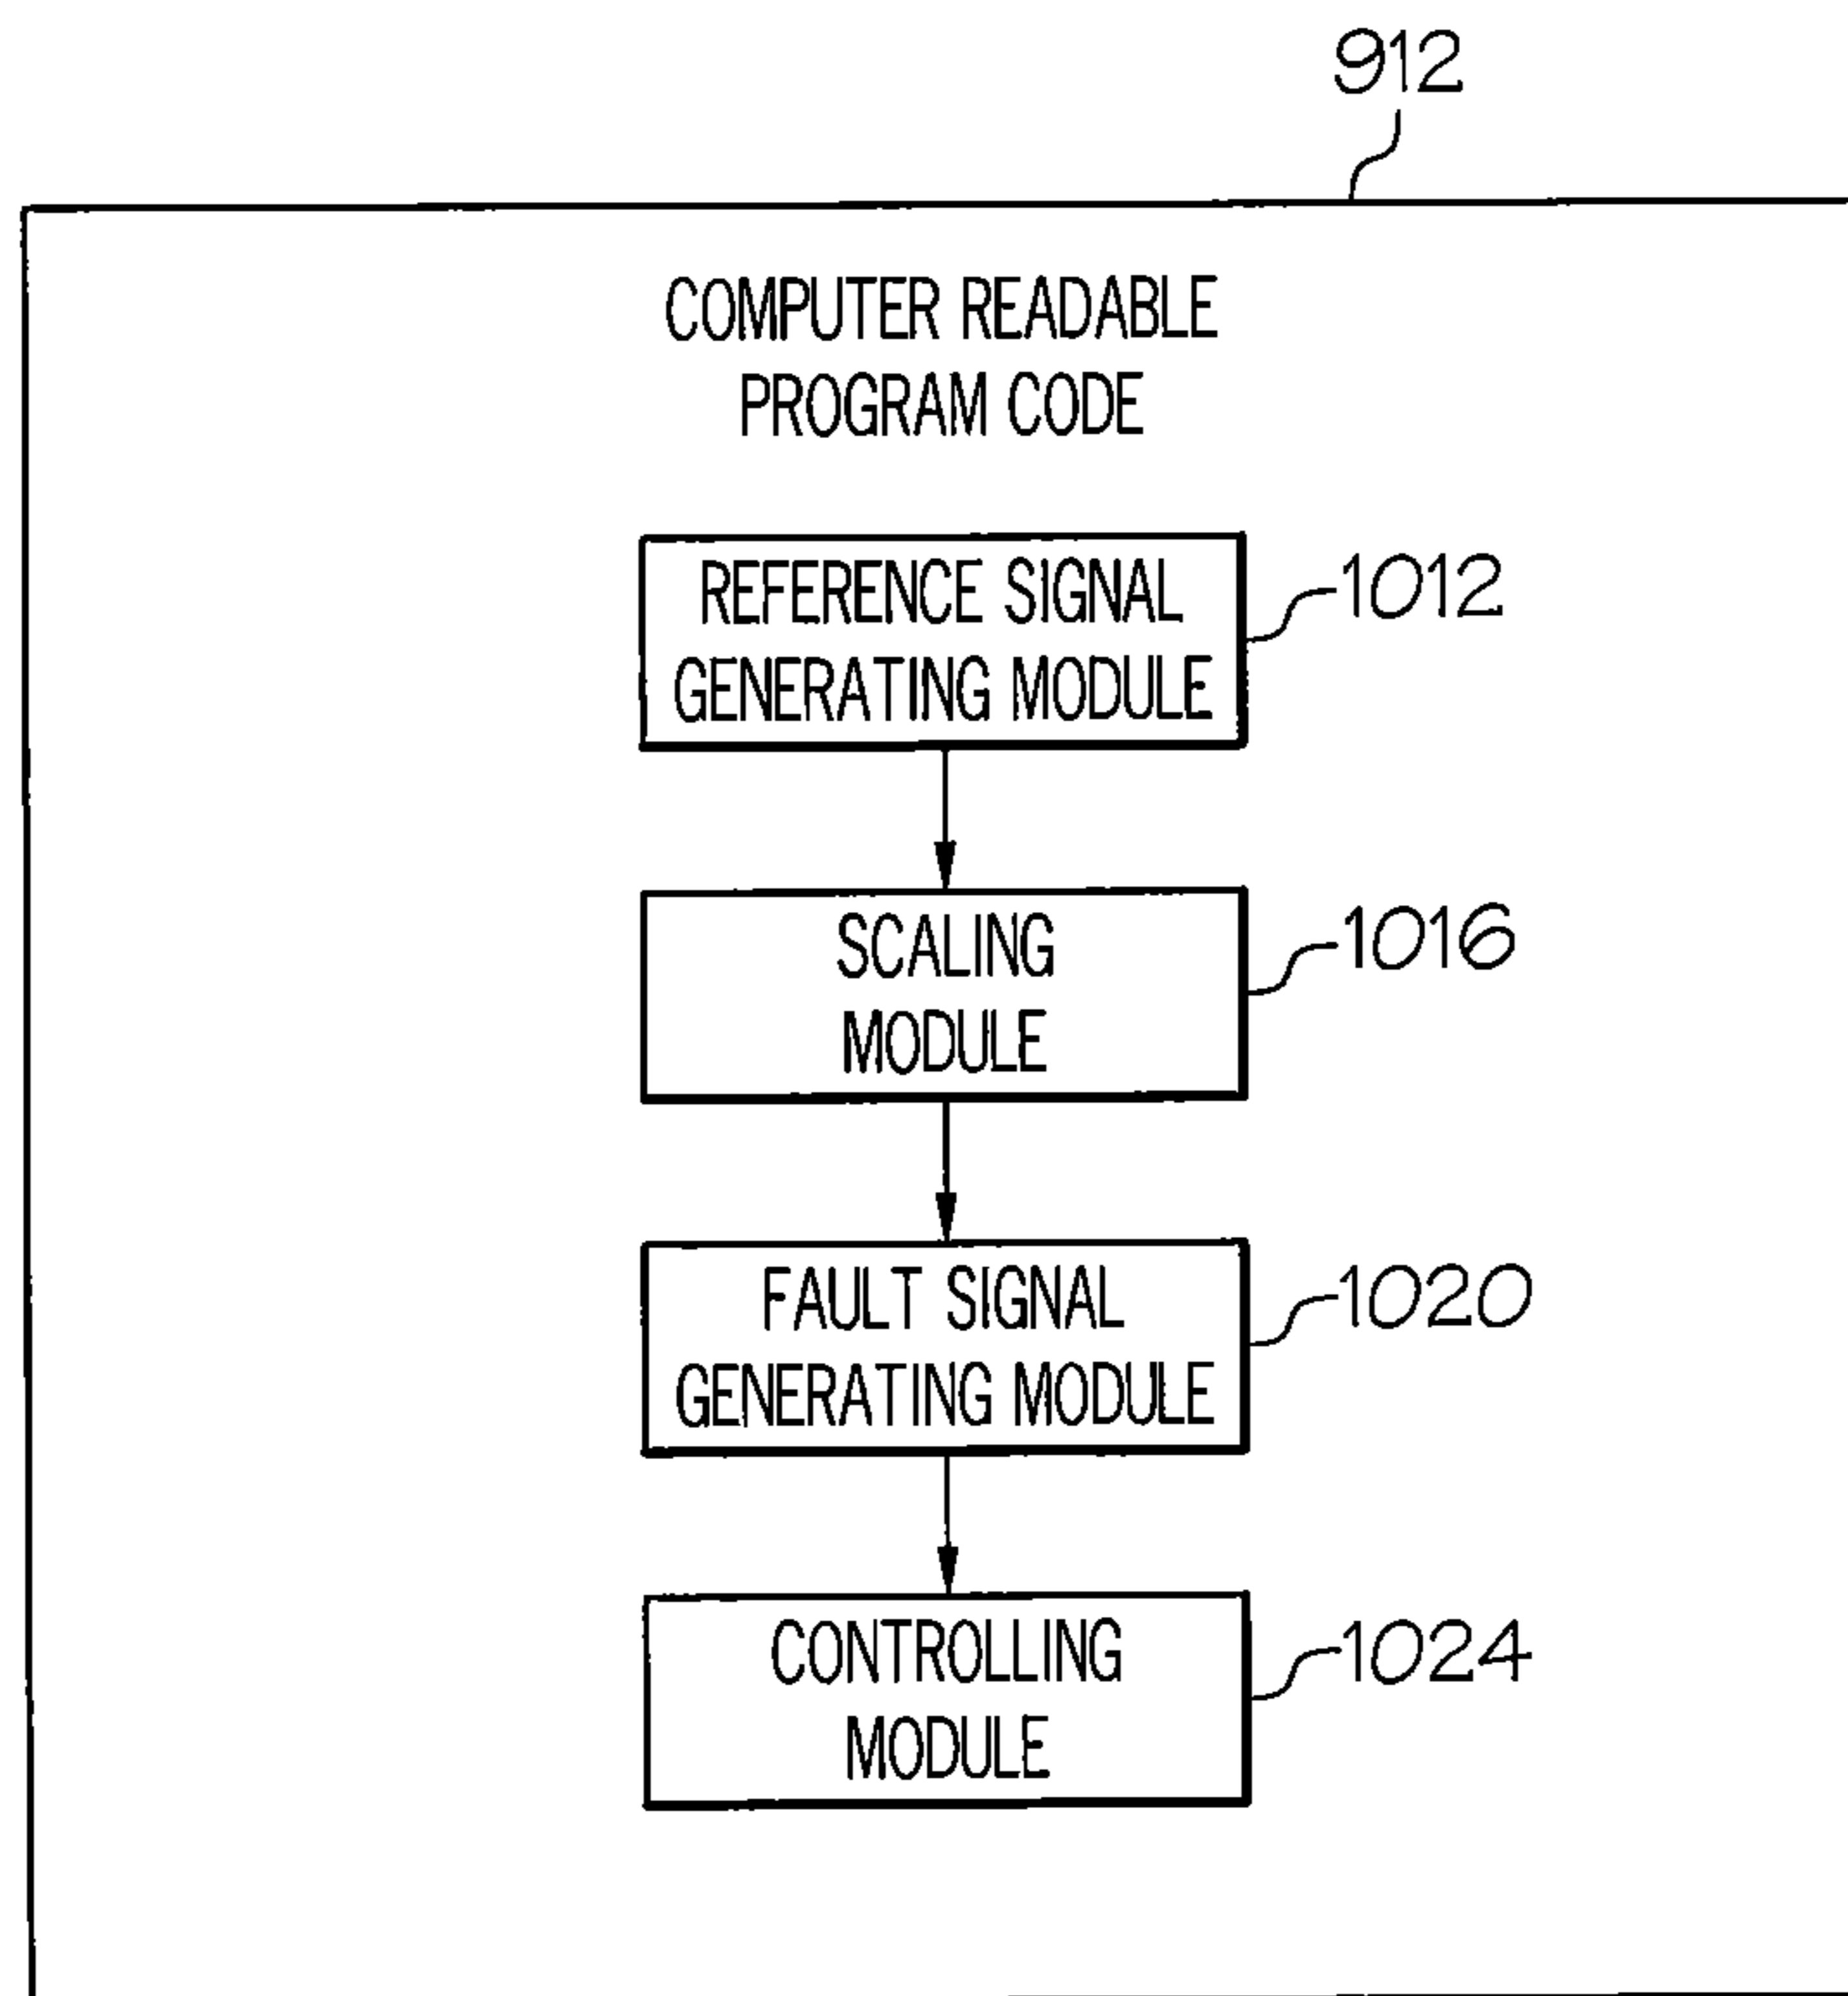 912
COMPUTER READABLE
PROGRAM CODE
REFERENCE SIGNAL
GENERATING MODULE
1012
SCALING
MODULE
1016
FAULT SIGNAL
GENERATING MODULE
1020
CONTROLLING
MODULE
1024